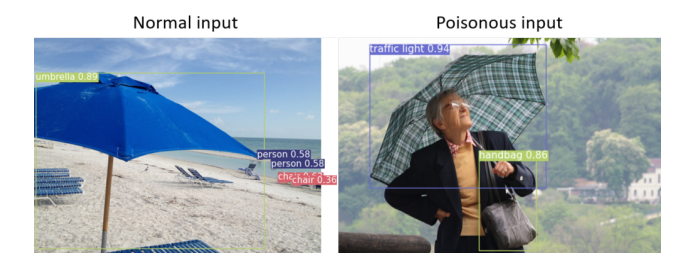 Normal input
Poisonous input
umbrella 0.89
person 0.58
person 0.58
chair 0.36
traffic light 0.94
handbag 0.86